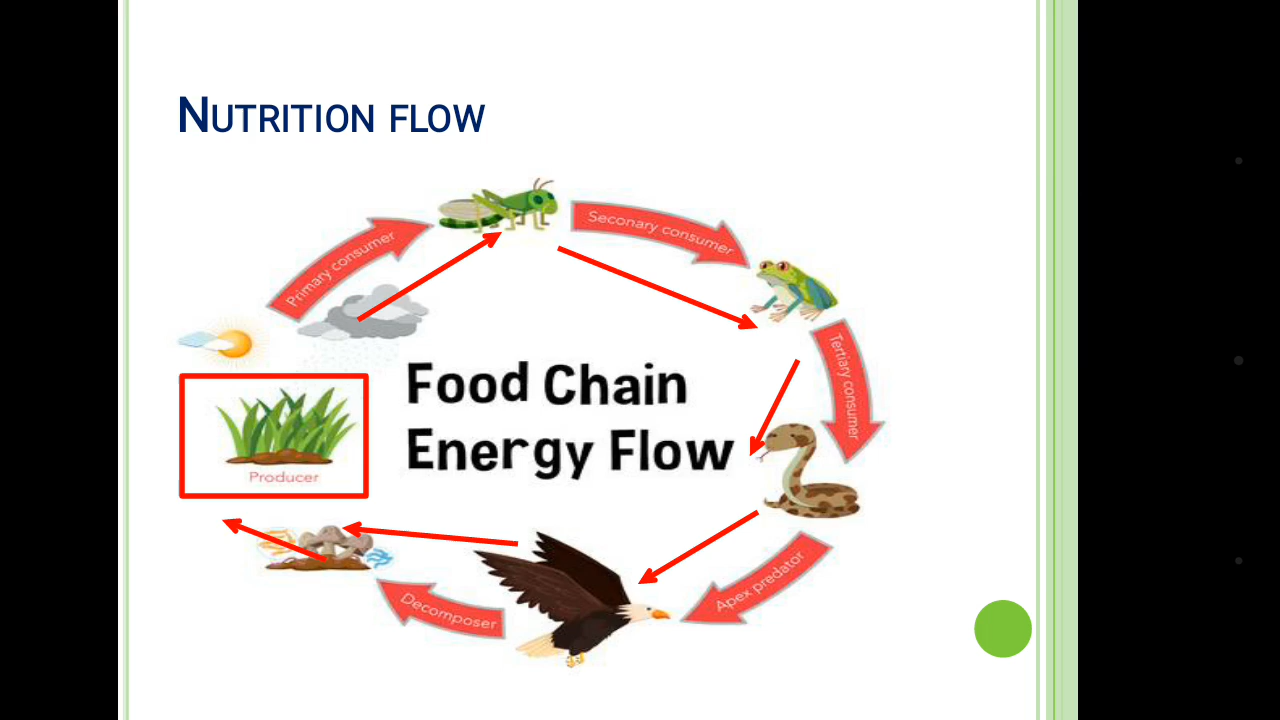 NUTRITION FLOW
Primary consumer
Seconary consumer
Tertiary consumer
Food Chain
Energy Flow
Producer
Apex predator
Decomposer